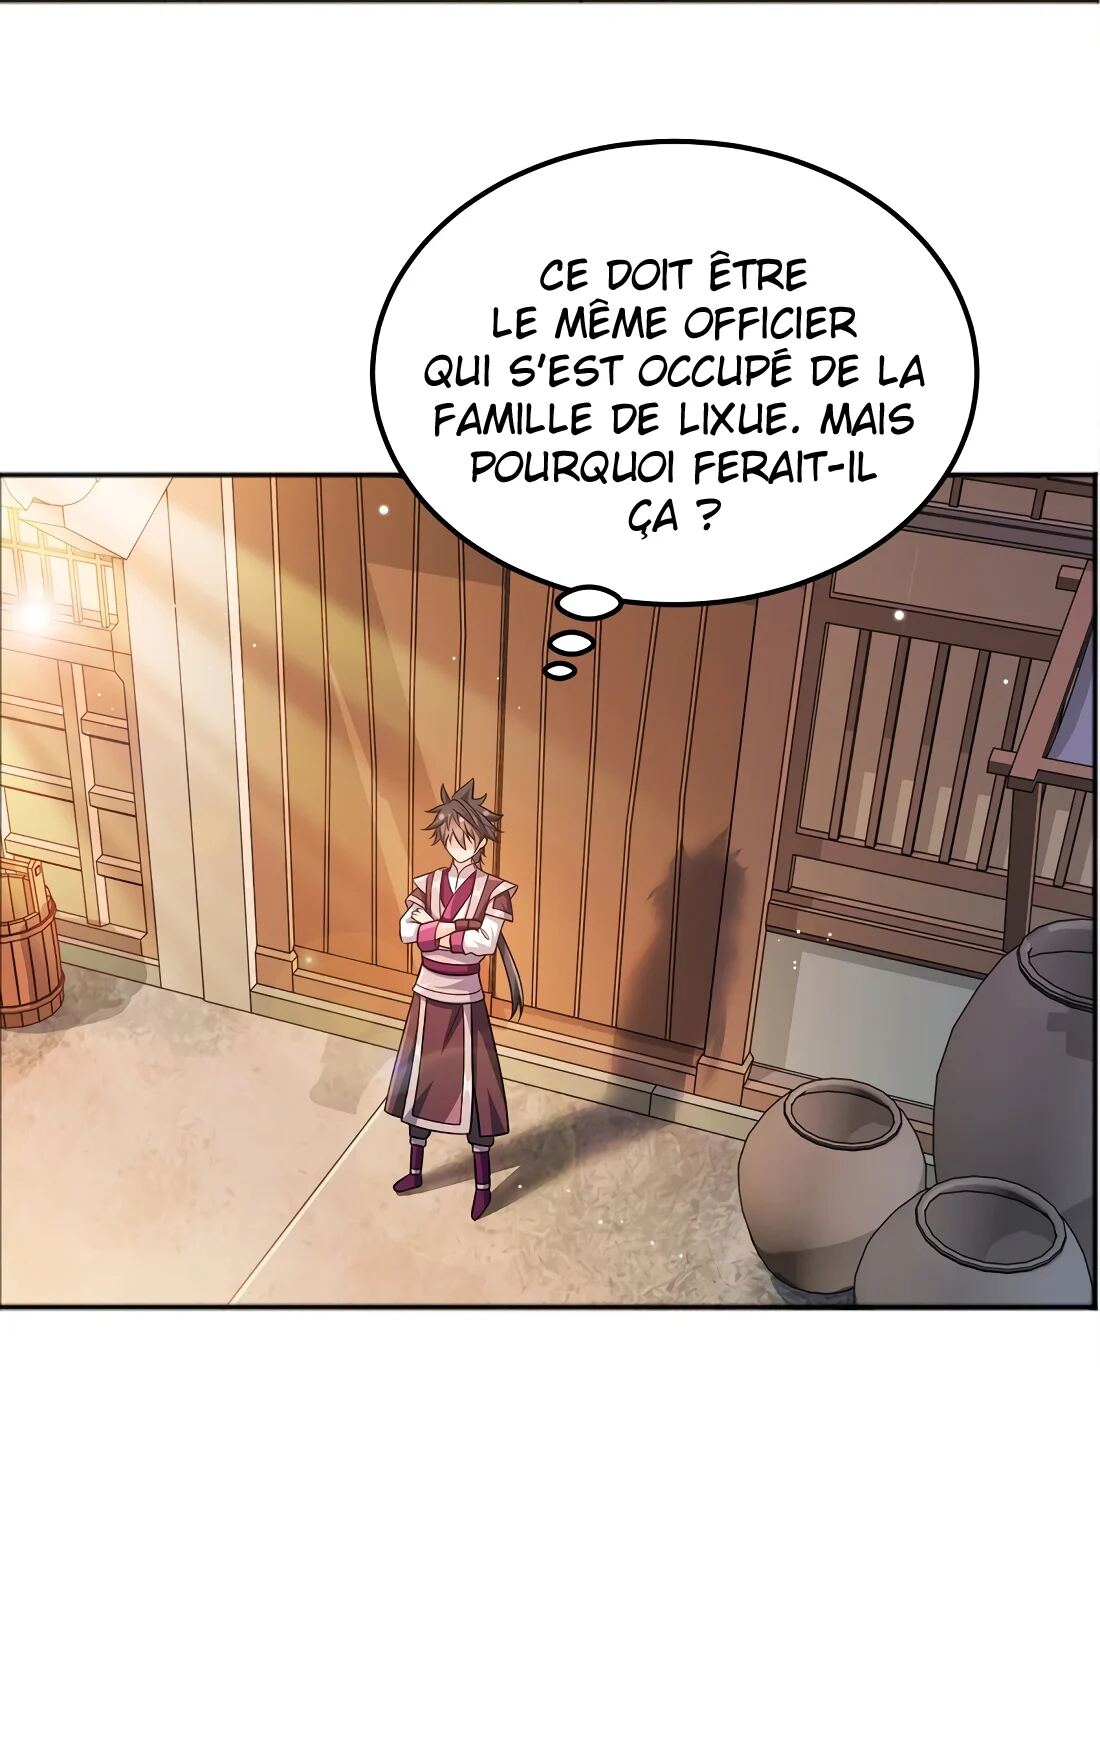 CE DOIT ÊTRE
LE MÊME OFFICIER
QUI S'EST OCCUPÉ DE LA
FAMILLE DE LIXUE. MAIS
POURQUOI FERAIT-IL
ÇA ?